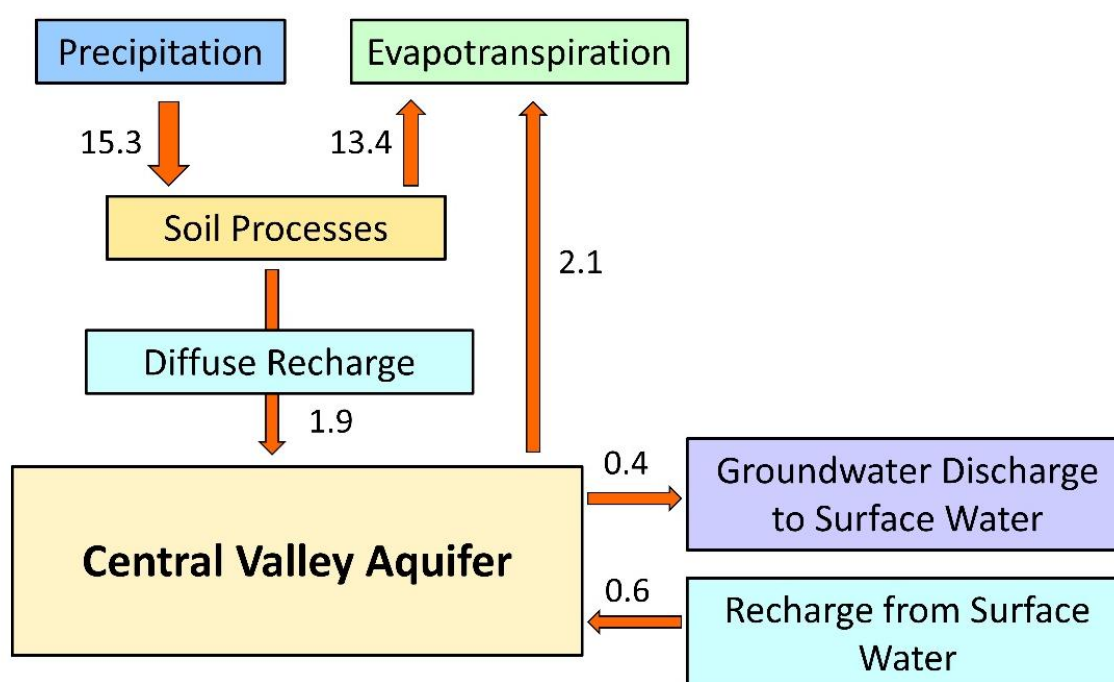 Precipitation
Evapotranspiration
15.3
13.4
Soil Processes
2.1
Diffuse Recharge
1.9
0.4
Groundwater Discharge
to Surface Water
Central Valley Aquifer
0.6
Recharge from Surface
Water